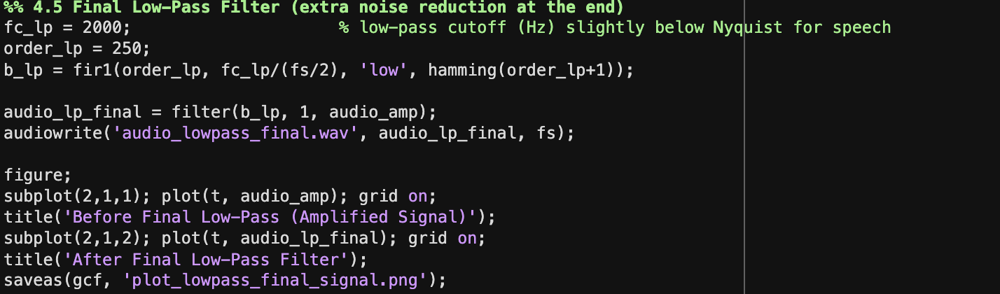 %% 4.5 Final Low-Pass Filter (extra noise reduction at the end)
fc_lp = 2000;                     % low-pass cutoff (Hz) slightly below Nyquist for speech
order_lp = 250;
b_lp = fir1(order_lp, fc_lp/(fs/2), 'low', hamming(order_lp+1));

audio_lp_final = filter(b_lp, 1, audio_amp);
audiowrite('audio_lowpass_final.wav', audio_lp_final, fs);

figure;
subplot(2,1,1); plot(t, audio_amp); grid on;
title('Before Final Low-Pass (Amplified Signal)');
subplot(2,1,2); plot(t, audio_lp_final); grid on;
title('After Final Low-Pass Filter');
saveas(gcf, 'plot_lowpass_final_signal.png');